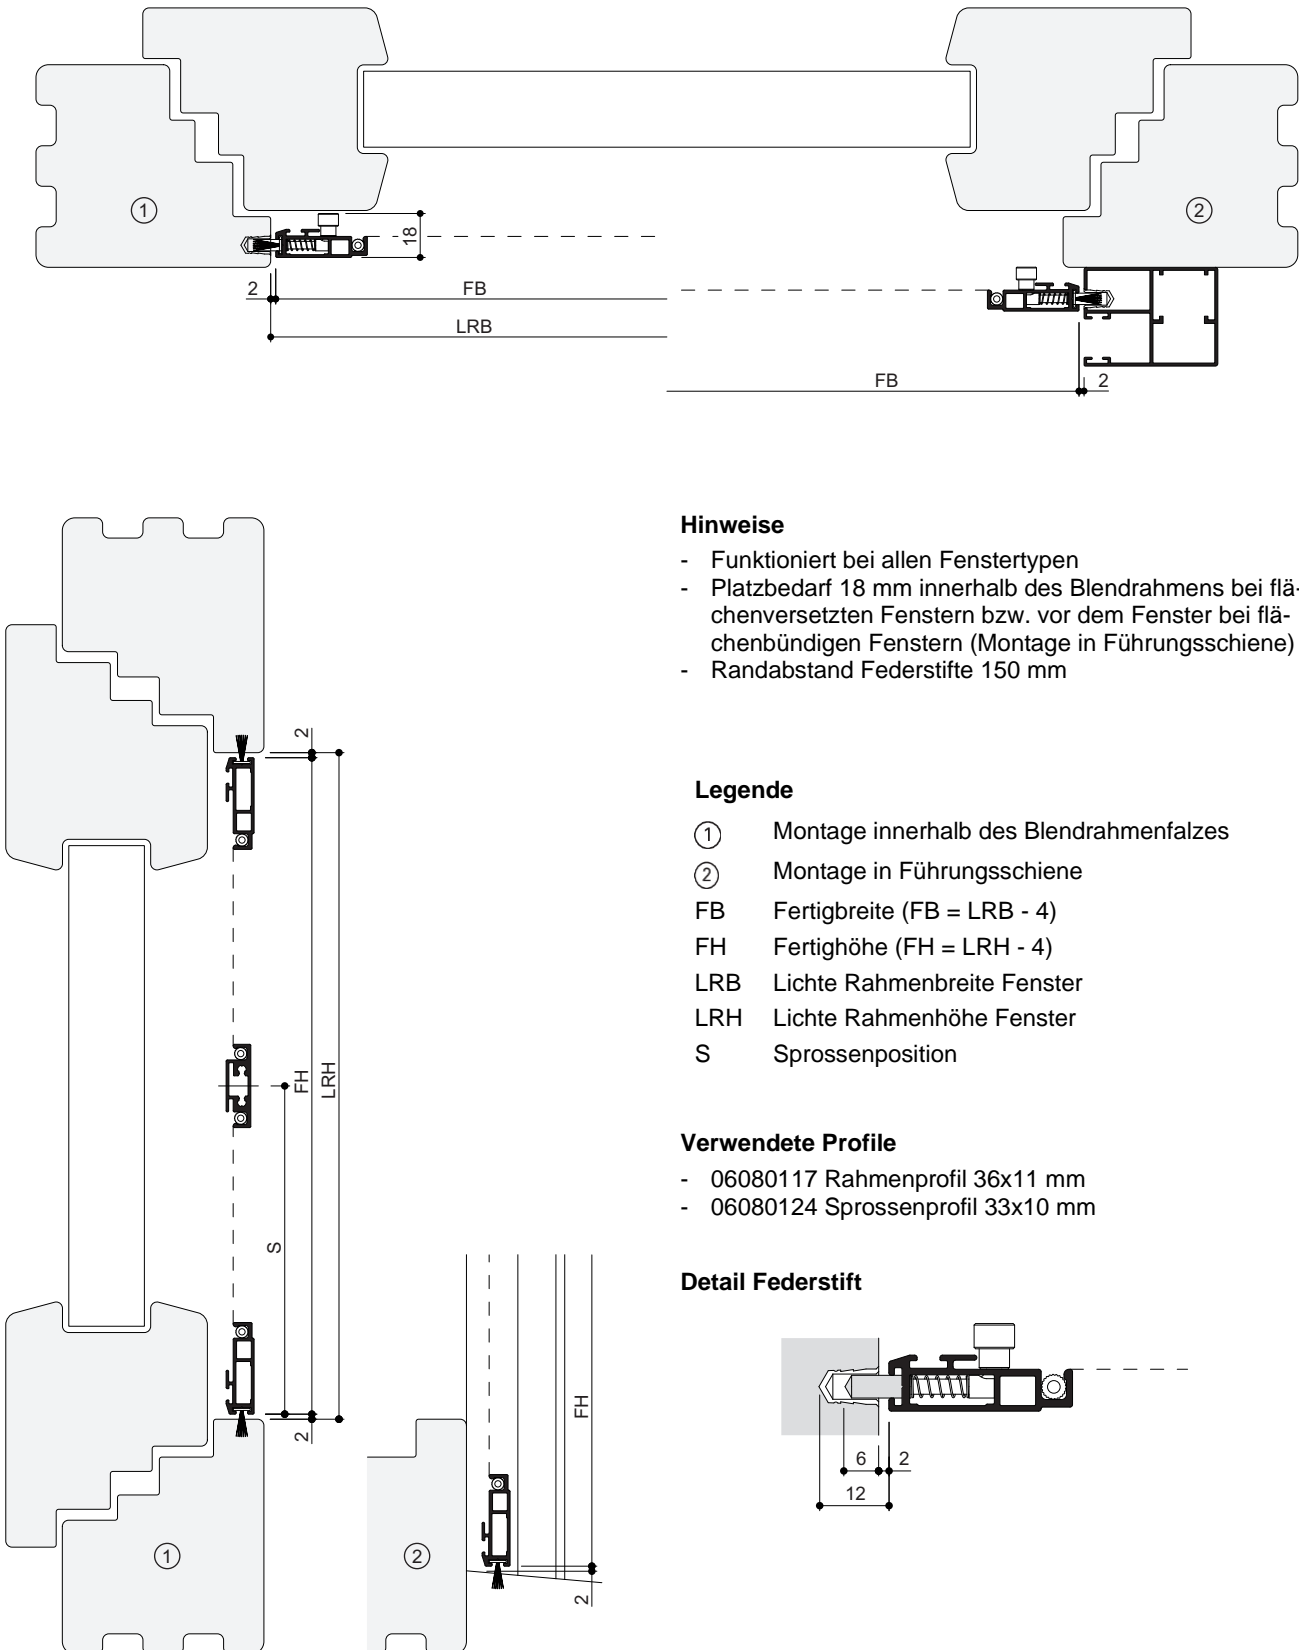 1
2
18
2
FB
LRB
FB
2
Hinweise
- Funktioniert bei allen Fenstertypen
- Platzbedarf 18 mm innerhalb des Blendrahmens bei flä-
chenversetzten Fenstern bzw. vor dem Fenster bei flä-
chenbündigen Fenstern (Montage in Führungsschiene)
- Randabstand Federstifte 150 mm
2
FH
LRH
S
2
1
FH
2
2
Legende
1 Montage innerhalb des Blendrahmenfalzes
2 Montage in Führungsschiene
FB Fertigbreite (FB = LRB - 4)
FH Fertighöhe (FH = LRH - 4)
LRB Lichte Rahmenbreite Fenster
LRH Lichte Rahmenhöhe Fenster
S Sprossenposition
Verwendete Profile
- 06080117 Rahmenprofil 36x11 mm
- 06080124 Sprossenprofil 33x10 mm
Detail Federstift
6 2
12